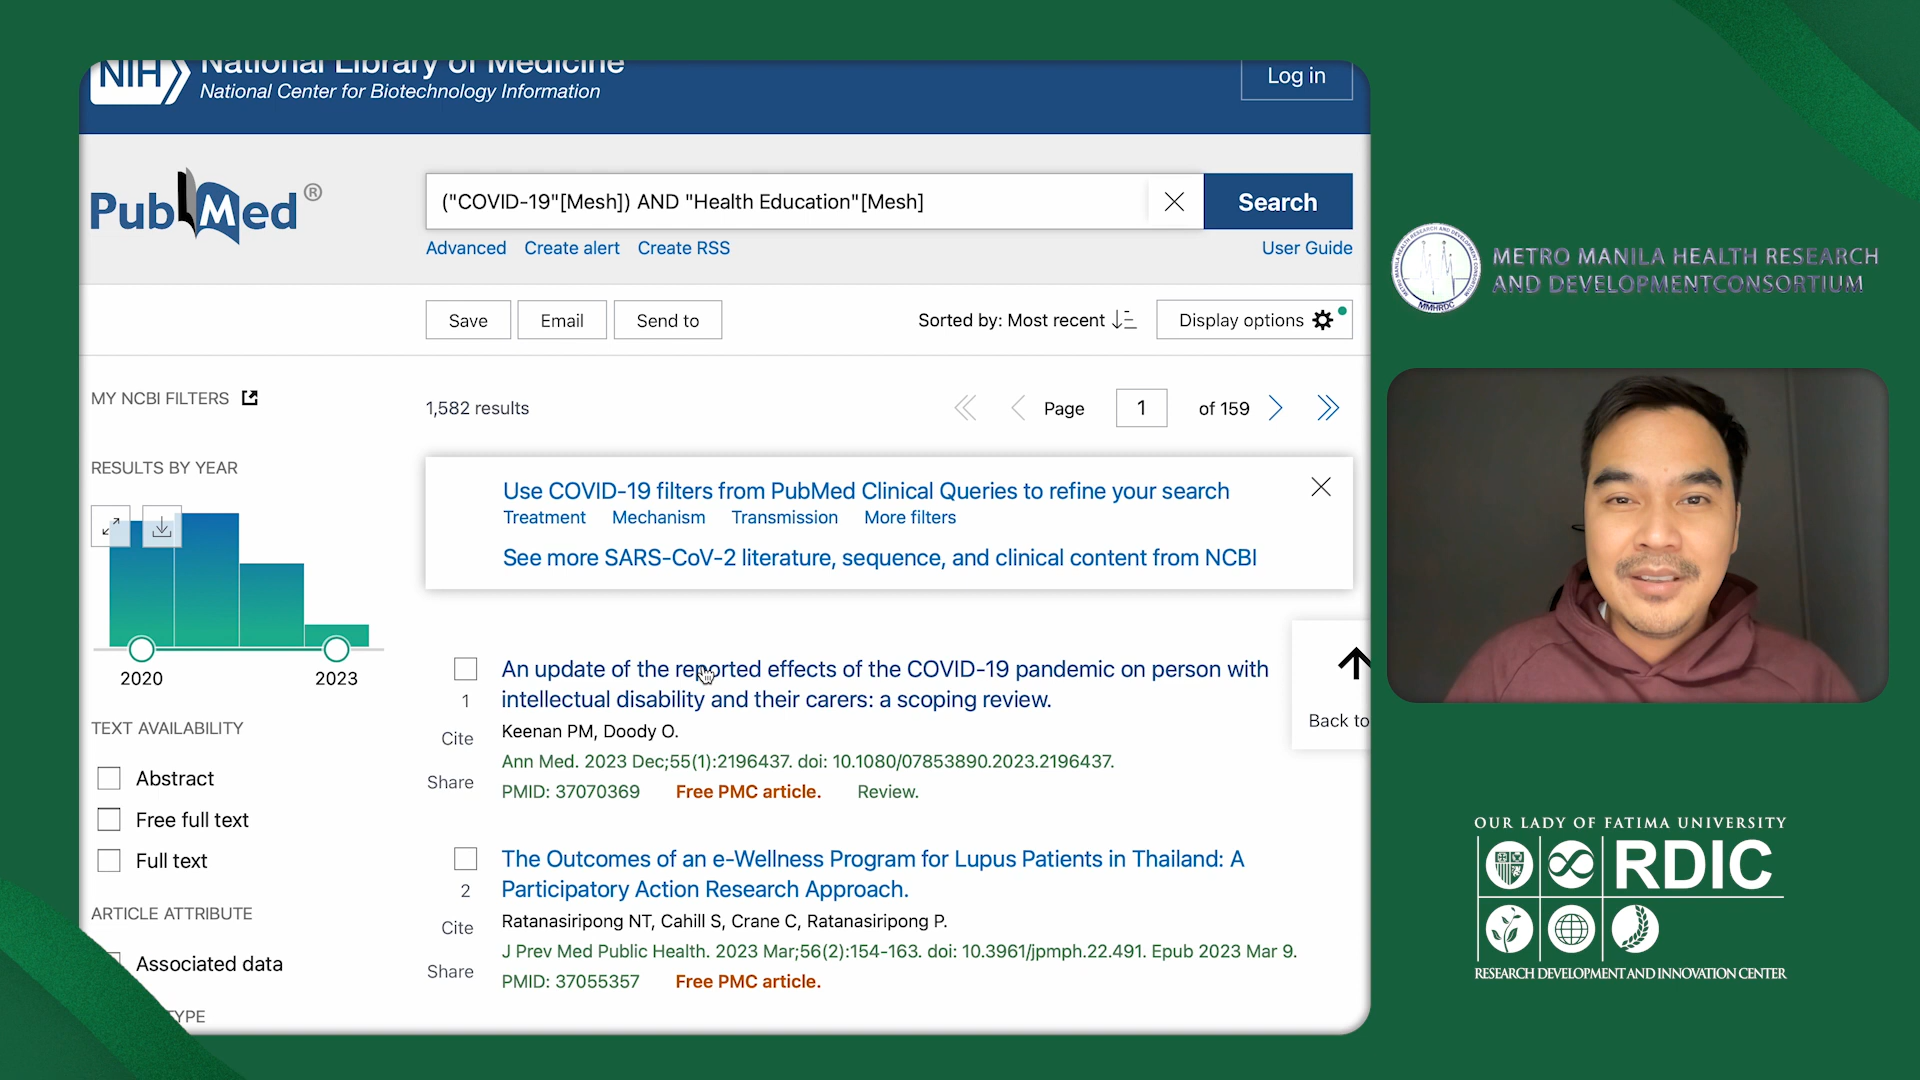 NIH National Library of Medicine
National Center for Biotechnology Information
Log in
PubMed®
("COVID-19"[Mesh]) AND "Health Education"[Mesh]
Search
Advanced Create alert Create RSS
User Guide
Save Email Send to
Sorted by: Most recent
Display options
MY NCBI FILTERS
1,582 results
Page 1 of 159
RESULTS BY YEAR
2020 2023
Use COVID-19 filters from PubMed Clinical Queries to refine your search
Treatment Mechanism Transmission More filters
See more SARS-CoV-2 literature, sequence, and clinical content from NCBI
TEXT AVAILABILITY
Abstract
Free full text
Full text
ARTICLE ATTRIBUTE
Associated data
TYPE
An update of the reported effects of the COVID-19 pandemic on person with
intellectual disability and their carers: a scoping review.
1
Cite
Share
Keenan PM, Doody O.
Ann Med. 2023 Dec;55(1):2196437. doi: 10.1080/07853890.2023.2196437.
PMID: 37070369 Free PMC article. Review.
Back to
The Outcomes of an e-Wellness Program for Lupus Patients in Thailand: A
Participatory Action Research Approach.
2
Cite
Share
Ratanasiripong NT, Cahill S, Crane C, Ratanasiripong P.
J Prev Med Public Health. 2023 Mar;56(2):154-163. doi: 10.3961/jpmph.22.491. Epub 2023 Mar 9.
PMID: 37055357 Free PMC article.
METRO MANILA HEALTH RESEARCH
AND DEVELOPMENTCONSORTIUM
MMHRDC
OUR LADY OF FATIMA UNIVERSITY
RDIC
RESEARCH DEVELOPMENT AND INNOVATION CENTER